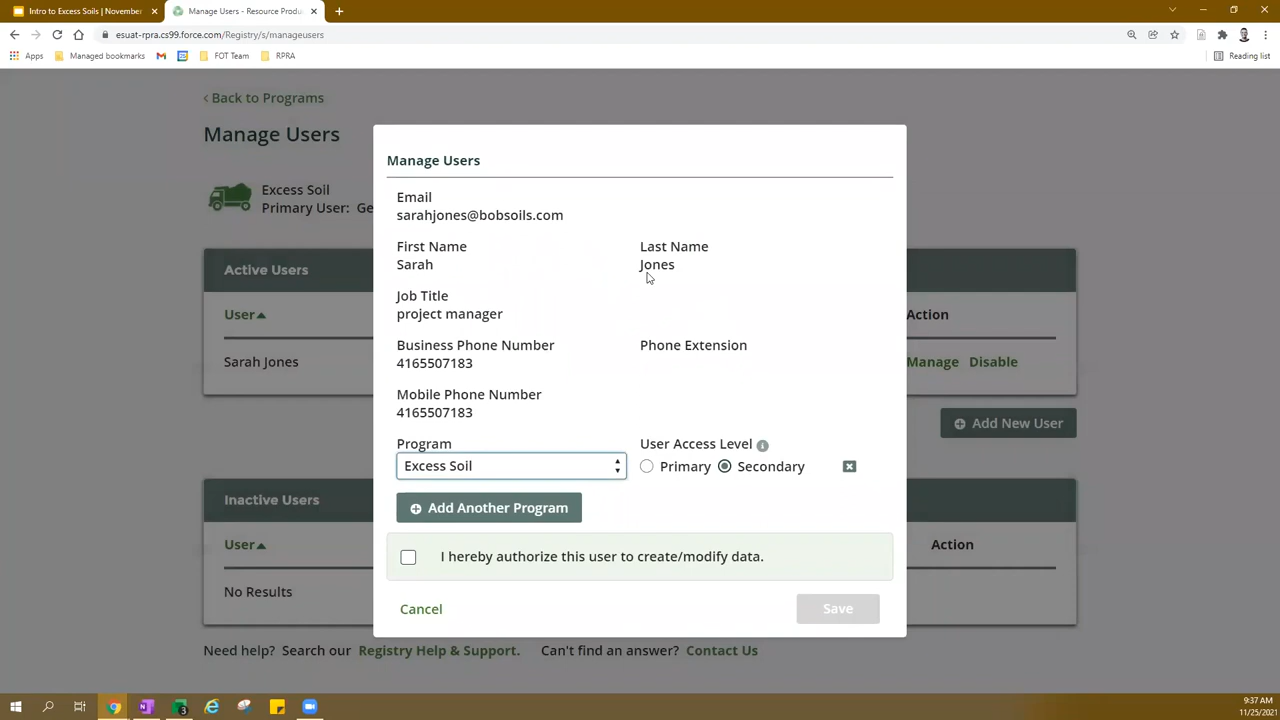 Intro to Excess Soils | November
Manage Users - Resource Produ
esuat-rpra.cs99.force.com/Registry/s/manageusers
Apps
Managed bookmarks
FOT Team
RPRA
Reading list
Back to Programs
Manage Users
Excess Soil
Primary User: Ge
Active Users
User
Action
Sarah Jones
Manage Disable
Add New User
Inactive Users
User
Action
No Results
Need help? Search our Registry Help & Support. Can't find an answer? Contact Us
Manage Users
Email
sarahjones@bobsoils.com
First Name Last Name
Sarah Jones
Job Title
project manager
Business Phone Number Phone Extension
4165507183
Mobile Phone Number
4165507183
Program User Access Level
Excess Soil Primary Secondary
Add Another Program
I hereby authorize this user to create/modify data.
Cancel Save
9:37 AM
11/25/2021